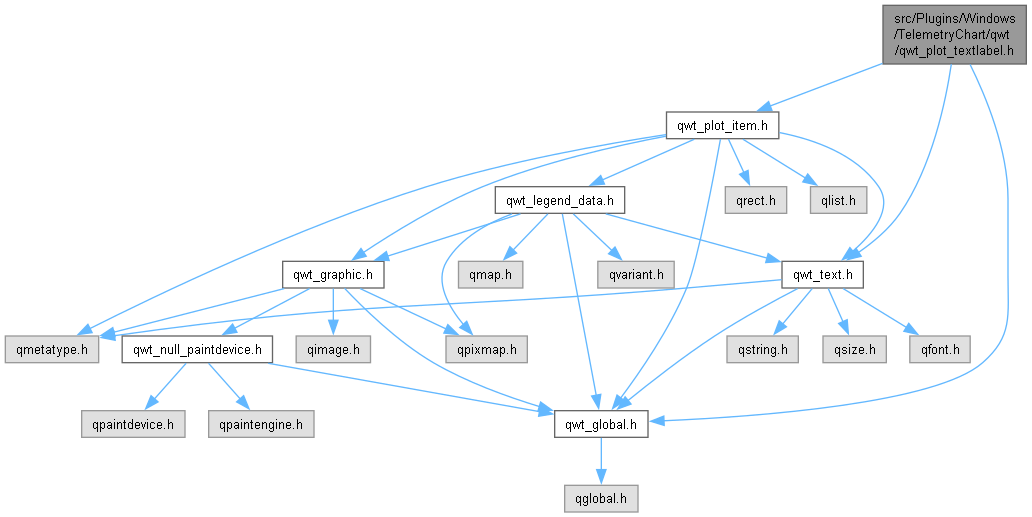 src/Plugins/Windows
/TelemetryChart/qwt
/qwt_plot_textlabel.h
qwt_plot_item.h
qwt_legend_data.h
qrect.h
qlist.h
qwt_graphic.h
qmap.h
qvariant.h
qwt_text.h
qmetatype.h
qwt_null_paintdevice.h
qimage.h
qpixmap.h
qstring.h
qsize.h
qfont.h
qpaintdevice.h
qpaintengine.h
qwt_global.h
qglobal.h